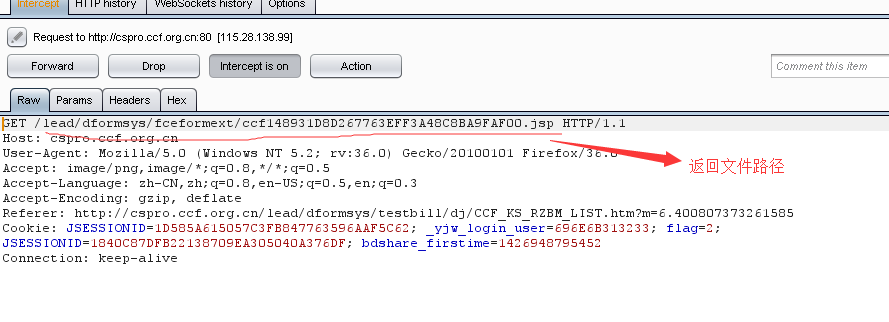 Intercept HTTP history WebSockets history Options
Request to http://cspro.ccf.org.cn:80 [115.28.138.99]
Forward Drop Intercept is on Action Comment this item
Raw Params Headers Hex
GET /lead/dformsys/fceformext/ccf148931D8D267763EFF3A48C8BA9FAF00.jsp HTTP/1.1
Host: cspro.ccf.org.cn
User-Agent: Mozilla/5.0 (Windows NT 5.2; rv:36.0) Gecko/20100101 Firefox/36.0
返回文件路径
Accept: image/png,image/*;q=0.8,*/*;q=0.5
Accept-Language: zh-CN,zh;q=0.8,en-US;q=0.5,en;q=0.3
Accept-Encoding: gzip, deflate
Referer: http://cspro.ccf.org.cn/lead/dformsys/testbill/dj/CCF_KS_RZBM_LIST.htm?m=6.400807373261585
Cookie: JSESSIONID=1D585A615057C3FB847763596AAF5C62; _yjw_login_user=696E6B313233; flag=2;
JSESSIONID=1840C87DFB22138709EA305040A376DF; bdshare_firstime=1426948795452
Connection: keep-alive